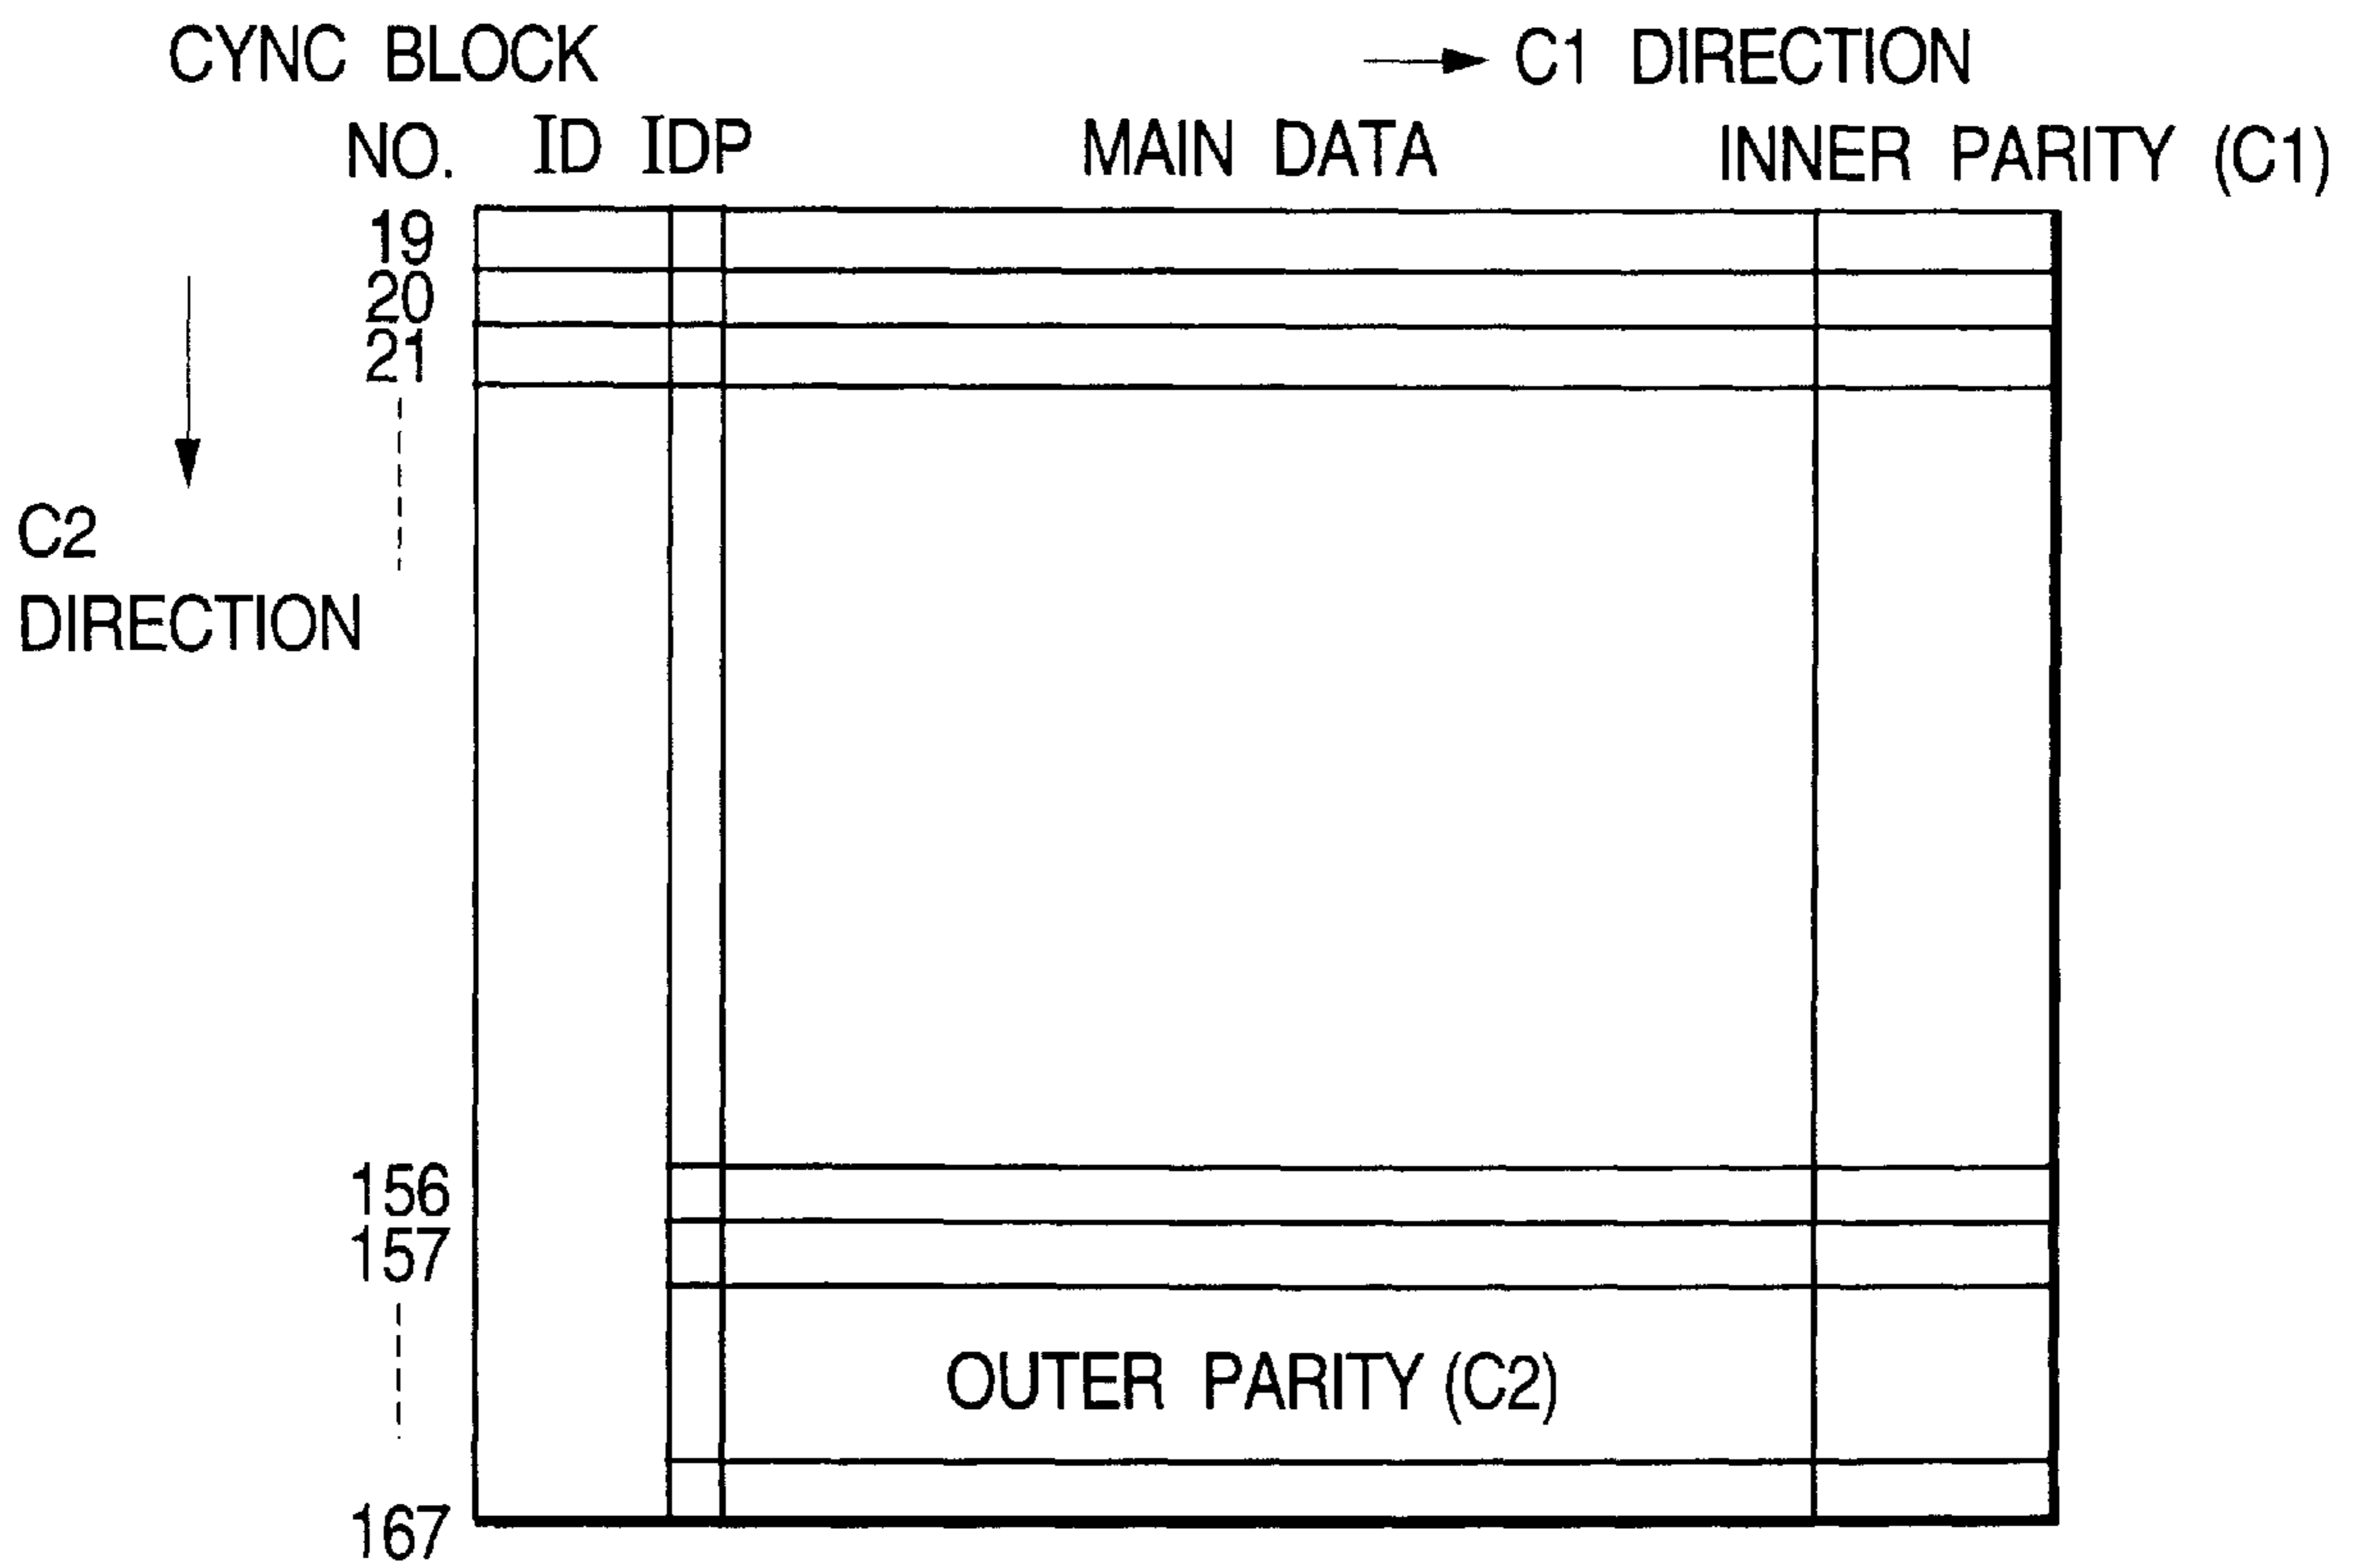 CYNC BLOCK → C1 DIRECTION
NO. ID IDP MAIN DATA INNER PARITY (C1)
19
20
21
C2
DIRECTION
156
157
OUTER PARITY (C2)
167